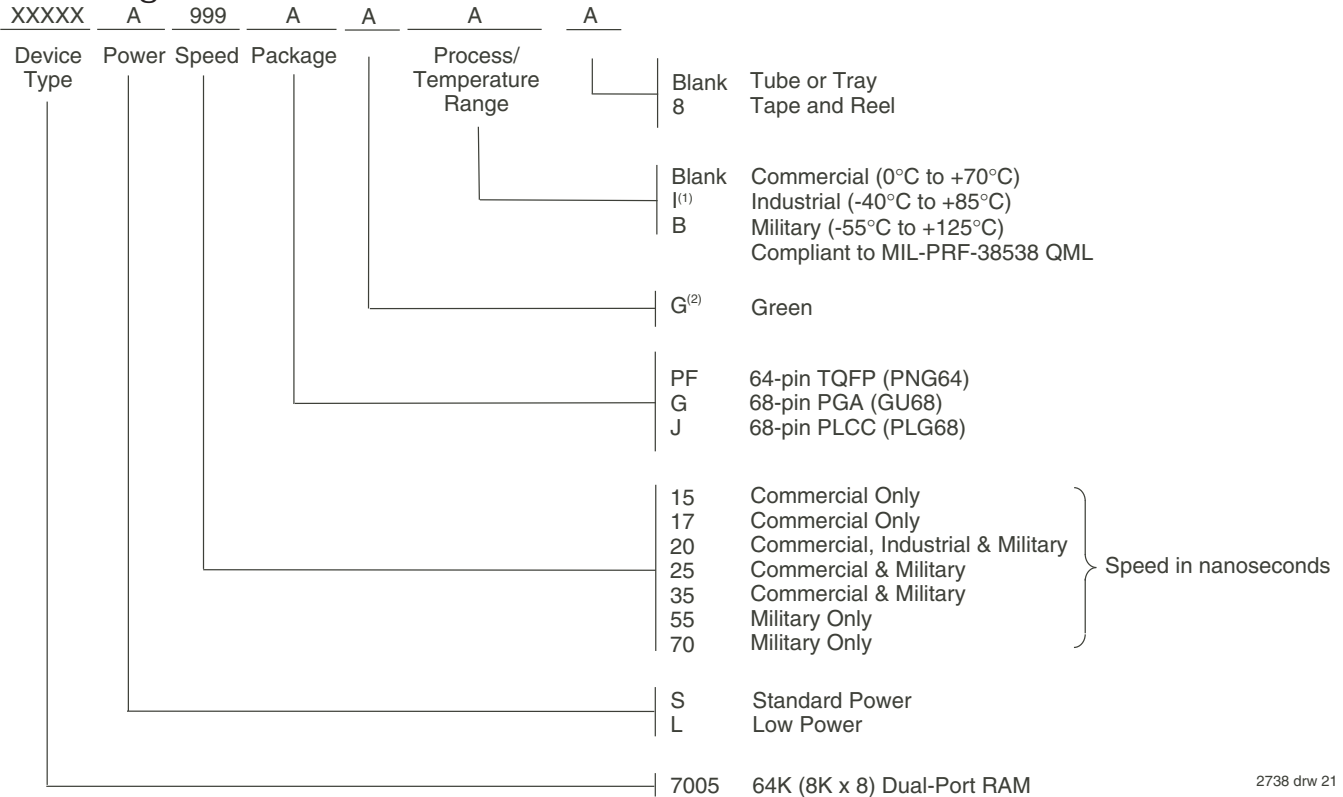 XXXXX A 999 A A A A
Device Type Power Speed Package Process/ Temperature Range
Blank Tube or Tray
8 Tape and Reel
Blank Commercial (0°C to +70°C)
I(1) Industrial (-40°C to +85°C)
B Military (-55°C to +125°C)
Compliant to MIL-PRF-38538 QML
G(2) Green
PF 64-pin TQFP (PNG64)
G 68-pin PGA (GU68)
J 68-pin PLCC (PLG68)
15 Commercial Only
17 Commercial Only
20 Commercial, Industrial & Military
25 Commercial & Military
35 Commercial & Military
55 Military Only
70 Military Only
Speed in nanoseconds
S Standard Power
L Low Power
7005 64K (8K x 8) Dual-Port RAM
2738 drw 21